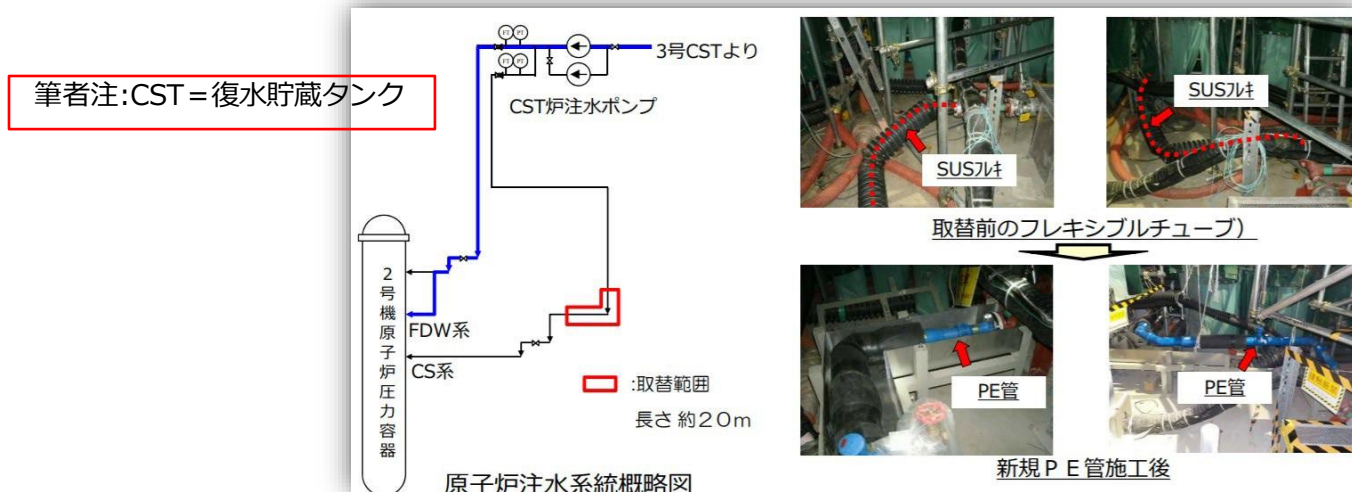 筆者注:CST＝復水貯蔵タンク
FT
PT
FT
PT
3号CSTより
CST炉注水ポンプ
2号機原子炉圧力容器
FDW系
CS系
:取替範囲
長さ 約２０ｍ
原子炉注水系統概略図
SUSﾌﾚｷ
SUSﾌﾚｷ
取替前のフレキシブルチューブ）
PE管
PE管
新規ＰＥ管施工後